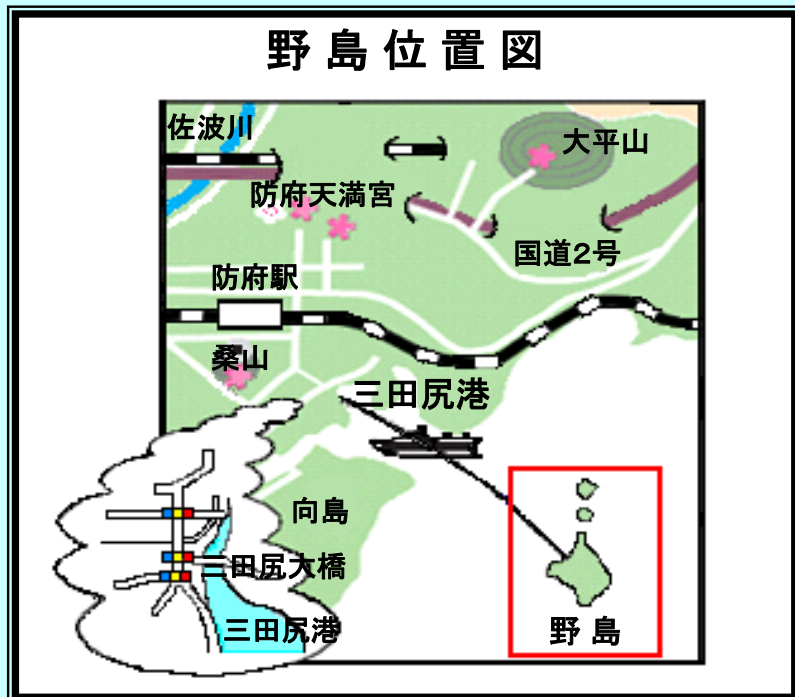 野島位置図
佐波川
大平山
防府天満宮
国道2号
防府駅
桑山
三田尻港
向島
三田尻大橋
三田尻港
野島